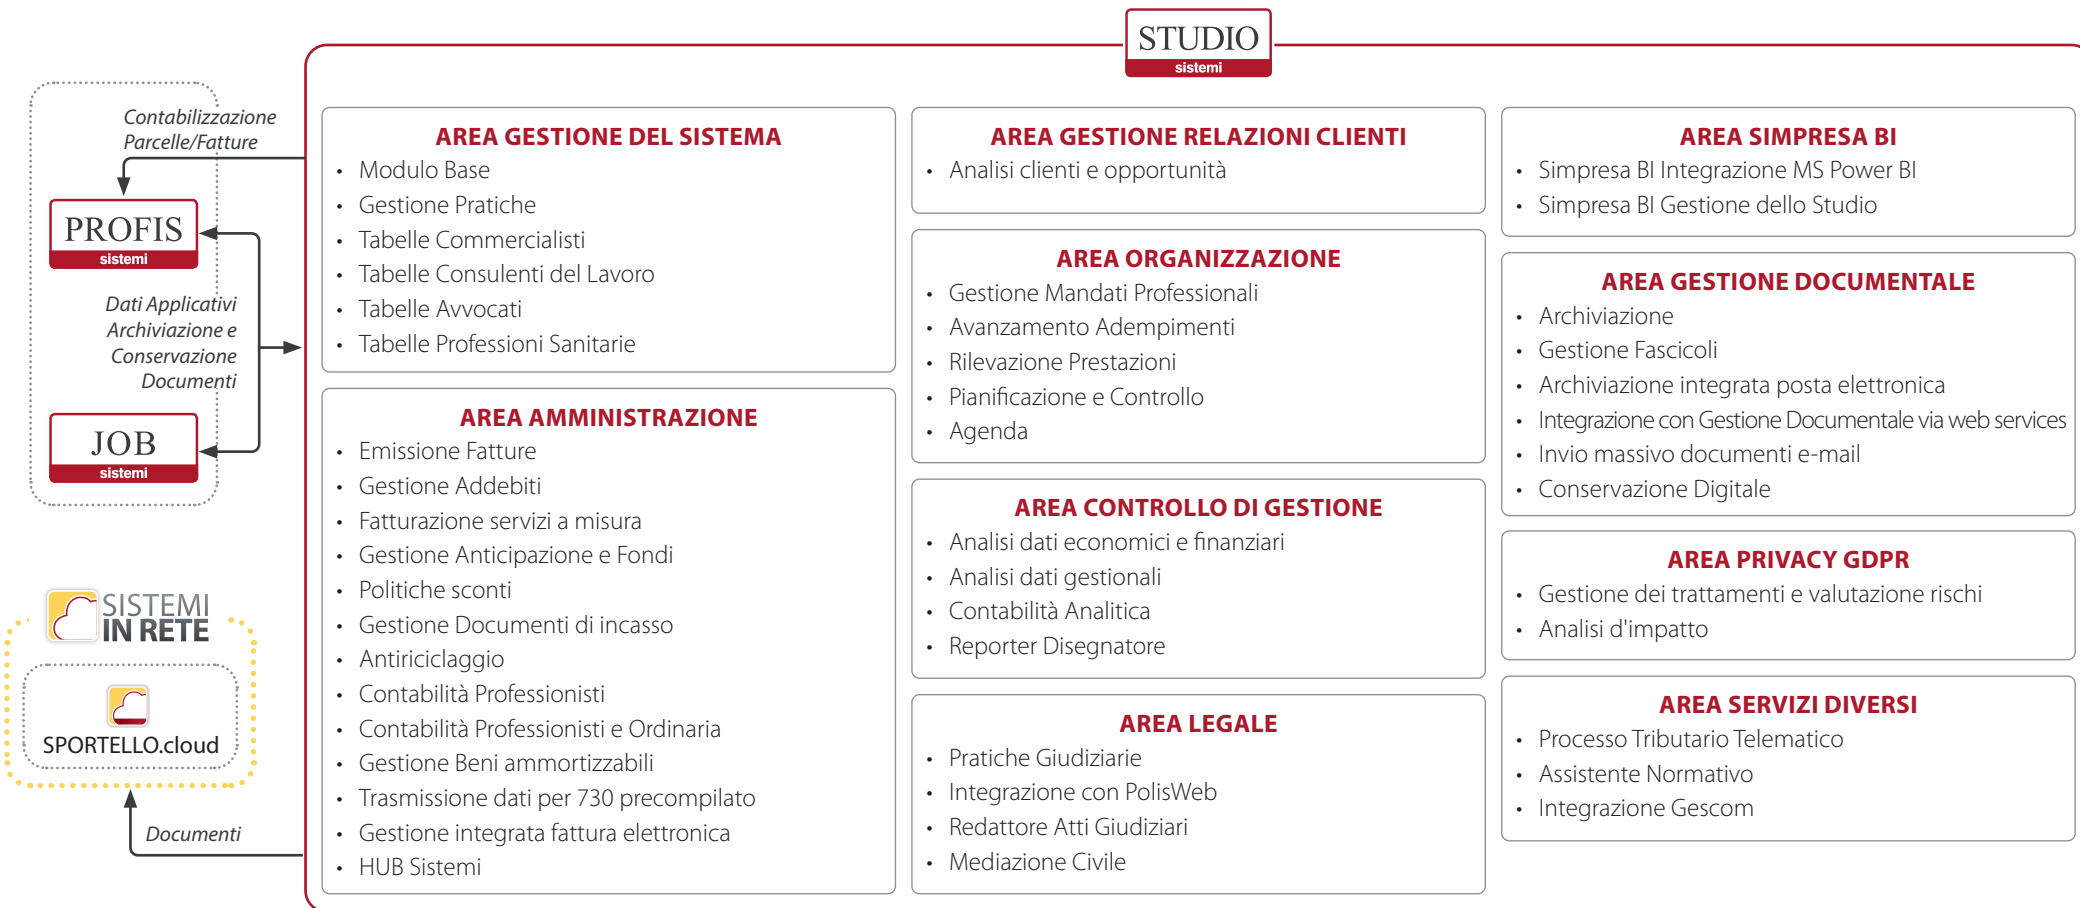 STUDIO
sistemi
Contabilizzazione
Parcelle/Fatture
PROFIS
sistemi
Dati Applicativi
Archiviazione e
Conservazione
Documenti
JOB
sistemi
SISTEMI
IN RETE
SPORTELLO.cloud
Documenti
AREA GESTIONE DEL SISTEMA
• Modulo Base
• Gestione Pratiche
• Tabelle Commercialisti
• Tabelle Consulenti del Lavoro
• Tabelle Avvocati
• Tabelle Professioni Sanitarie
AREA AMMINISTRAZIONE
• Emissione Fatture
• Gestione Addebiti
• Fatturazione servizi a misura
• Gestione Anticipazione e Fondi
• Politiche sconti
• Gestione Documenti di incasso
• Antiriciclaggio
• Contabilità Professionisti
• Contabilità Professionisti e Ordinaria
• Gestione Beni ammortizzabili
• Trasmissione dati per 730 precompilato
• Gestione integrata fattura elettronica
• HUB Sistemi
AREA GESTIONE RELAZIONI CLIENTI
• Analisi clienti e opportunità
AREA ORGANIZZAZIONE
• Gestione Mandati Professionali
• Avanzamento Adempimenti
• Rilevazione Prestazioni
• Pianificazione e Controllo
• Agenda
AREA CONTROLLO DI GESTIONE
• Analisi dati economici e finanziari
• Analisi dati gestionali
• Contabilità Analitica
• Reporter Disegnatore
AREA LEGALE
• Pratiche Giudiziarie
• Integrazione con PolisWeb
• Redattore Atti Giudiziari
• Mediazione Civile
AREA SIMPRESA BI
• Simpresa BI Integrazione MS Power BI
• Simpresa BI Gestione dello Studio
AREA GESTIONE DOCUMENTALE
• Archiviazione
• Gestione Fascicoli
• Archiviazione integrata posta elettronica
• Integrazione con Gestione Documentale via web services
• Invio massivo documenti e-mail
• Conservazione Digitale
AREA PRIVACY GDPR
• Gestione dei trattamenti e valutazione rischi
• Analisi d'impatto
AREA SERVIZI DIVERSI
• Processo Tributario Telematico
• Assistente Normativo
• Integrazione Gescom